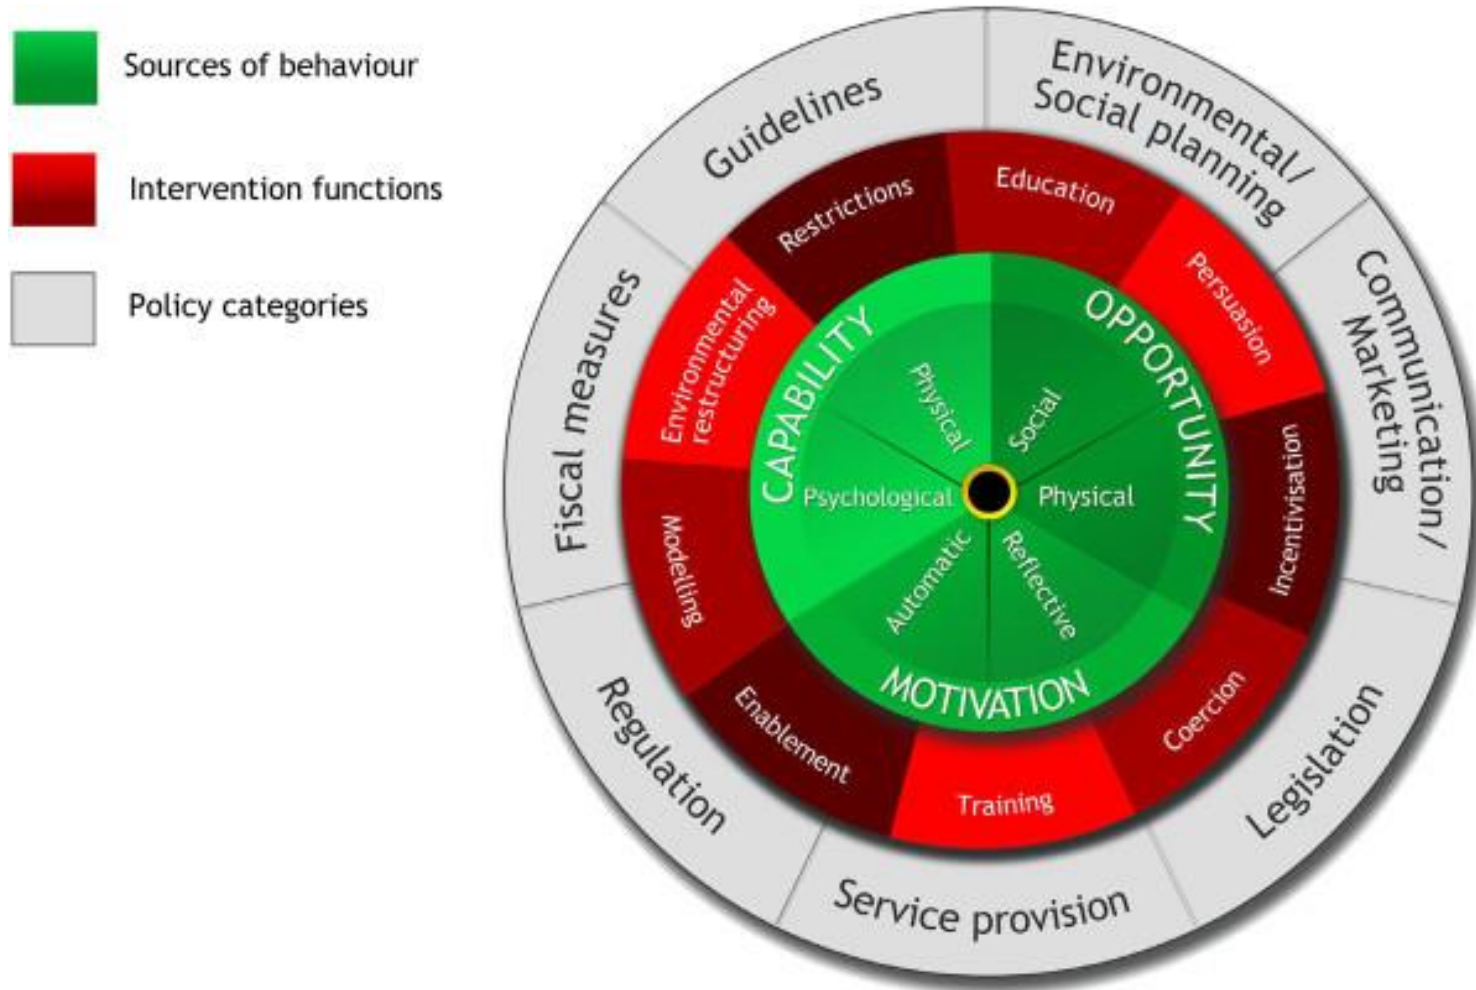 Sources of behaviour
Intervention functions
Policy categories
Guidelines
Environmental/
Social planning
Communication/
Marketing
Legislation
Service provision
Regulation
Fiscal measures
Restrictions
Education
Persuasion
Incentivisation
Coercion
Training
Enablement
Modelling
Environmental
restructuring
CAPABILITY
OPPORTUNITY
MOTIVATION
Physical
Social
Physical
Reflective
Automatic
Psychological